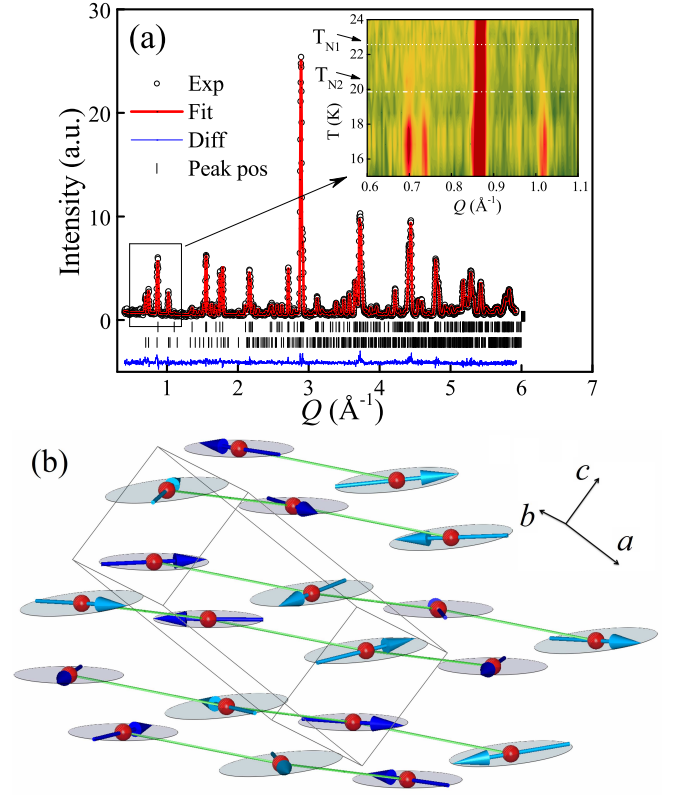 (a)
Exp
Fit
Diff
Peak pos
Intensity (a.u.)
30
20
10
0
1 2 3 4 5 6 7
Q (Å⁻¹)
T_N1
T_N2
T (K)
24
22
20
18
16
0.6 0.7 0.8 0.9 1.0 1.1
Q (Å⁻¹)
(b)
c
b
a